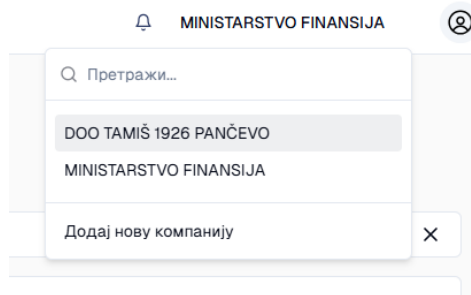 MINISTARSTVO FINANSIJA
Претражи...
DOO TAMIŠ 1926 PANČEVO
MINISTARSTVO FINANSIJA
Додај нову компанију